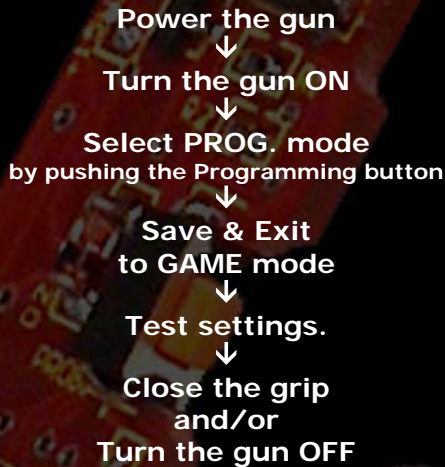 Power the gun
↓
Turn the gun ON
↓
Select PROG. mode
by pushing the Programming button
↓
Save & Exit
to GAME mode
↓
Test settings.
↓
Close the grip
and/or
Turn the gun OFF